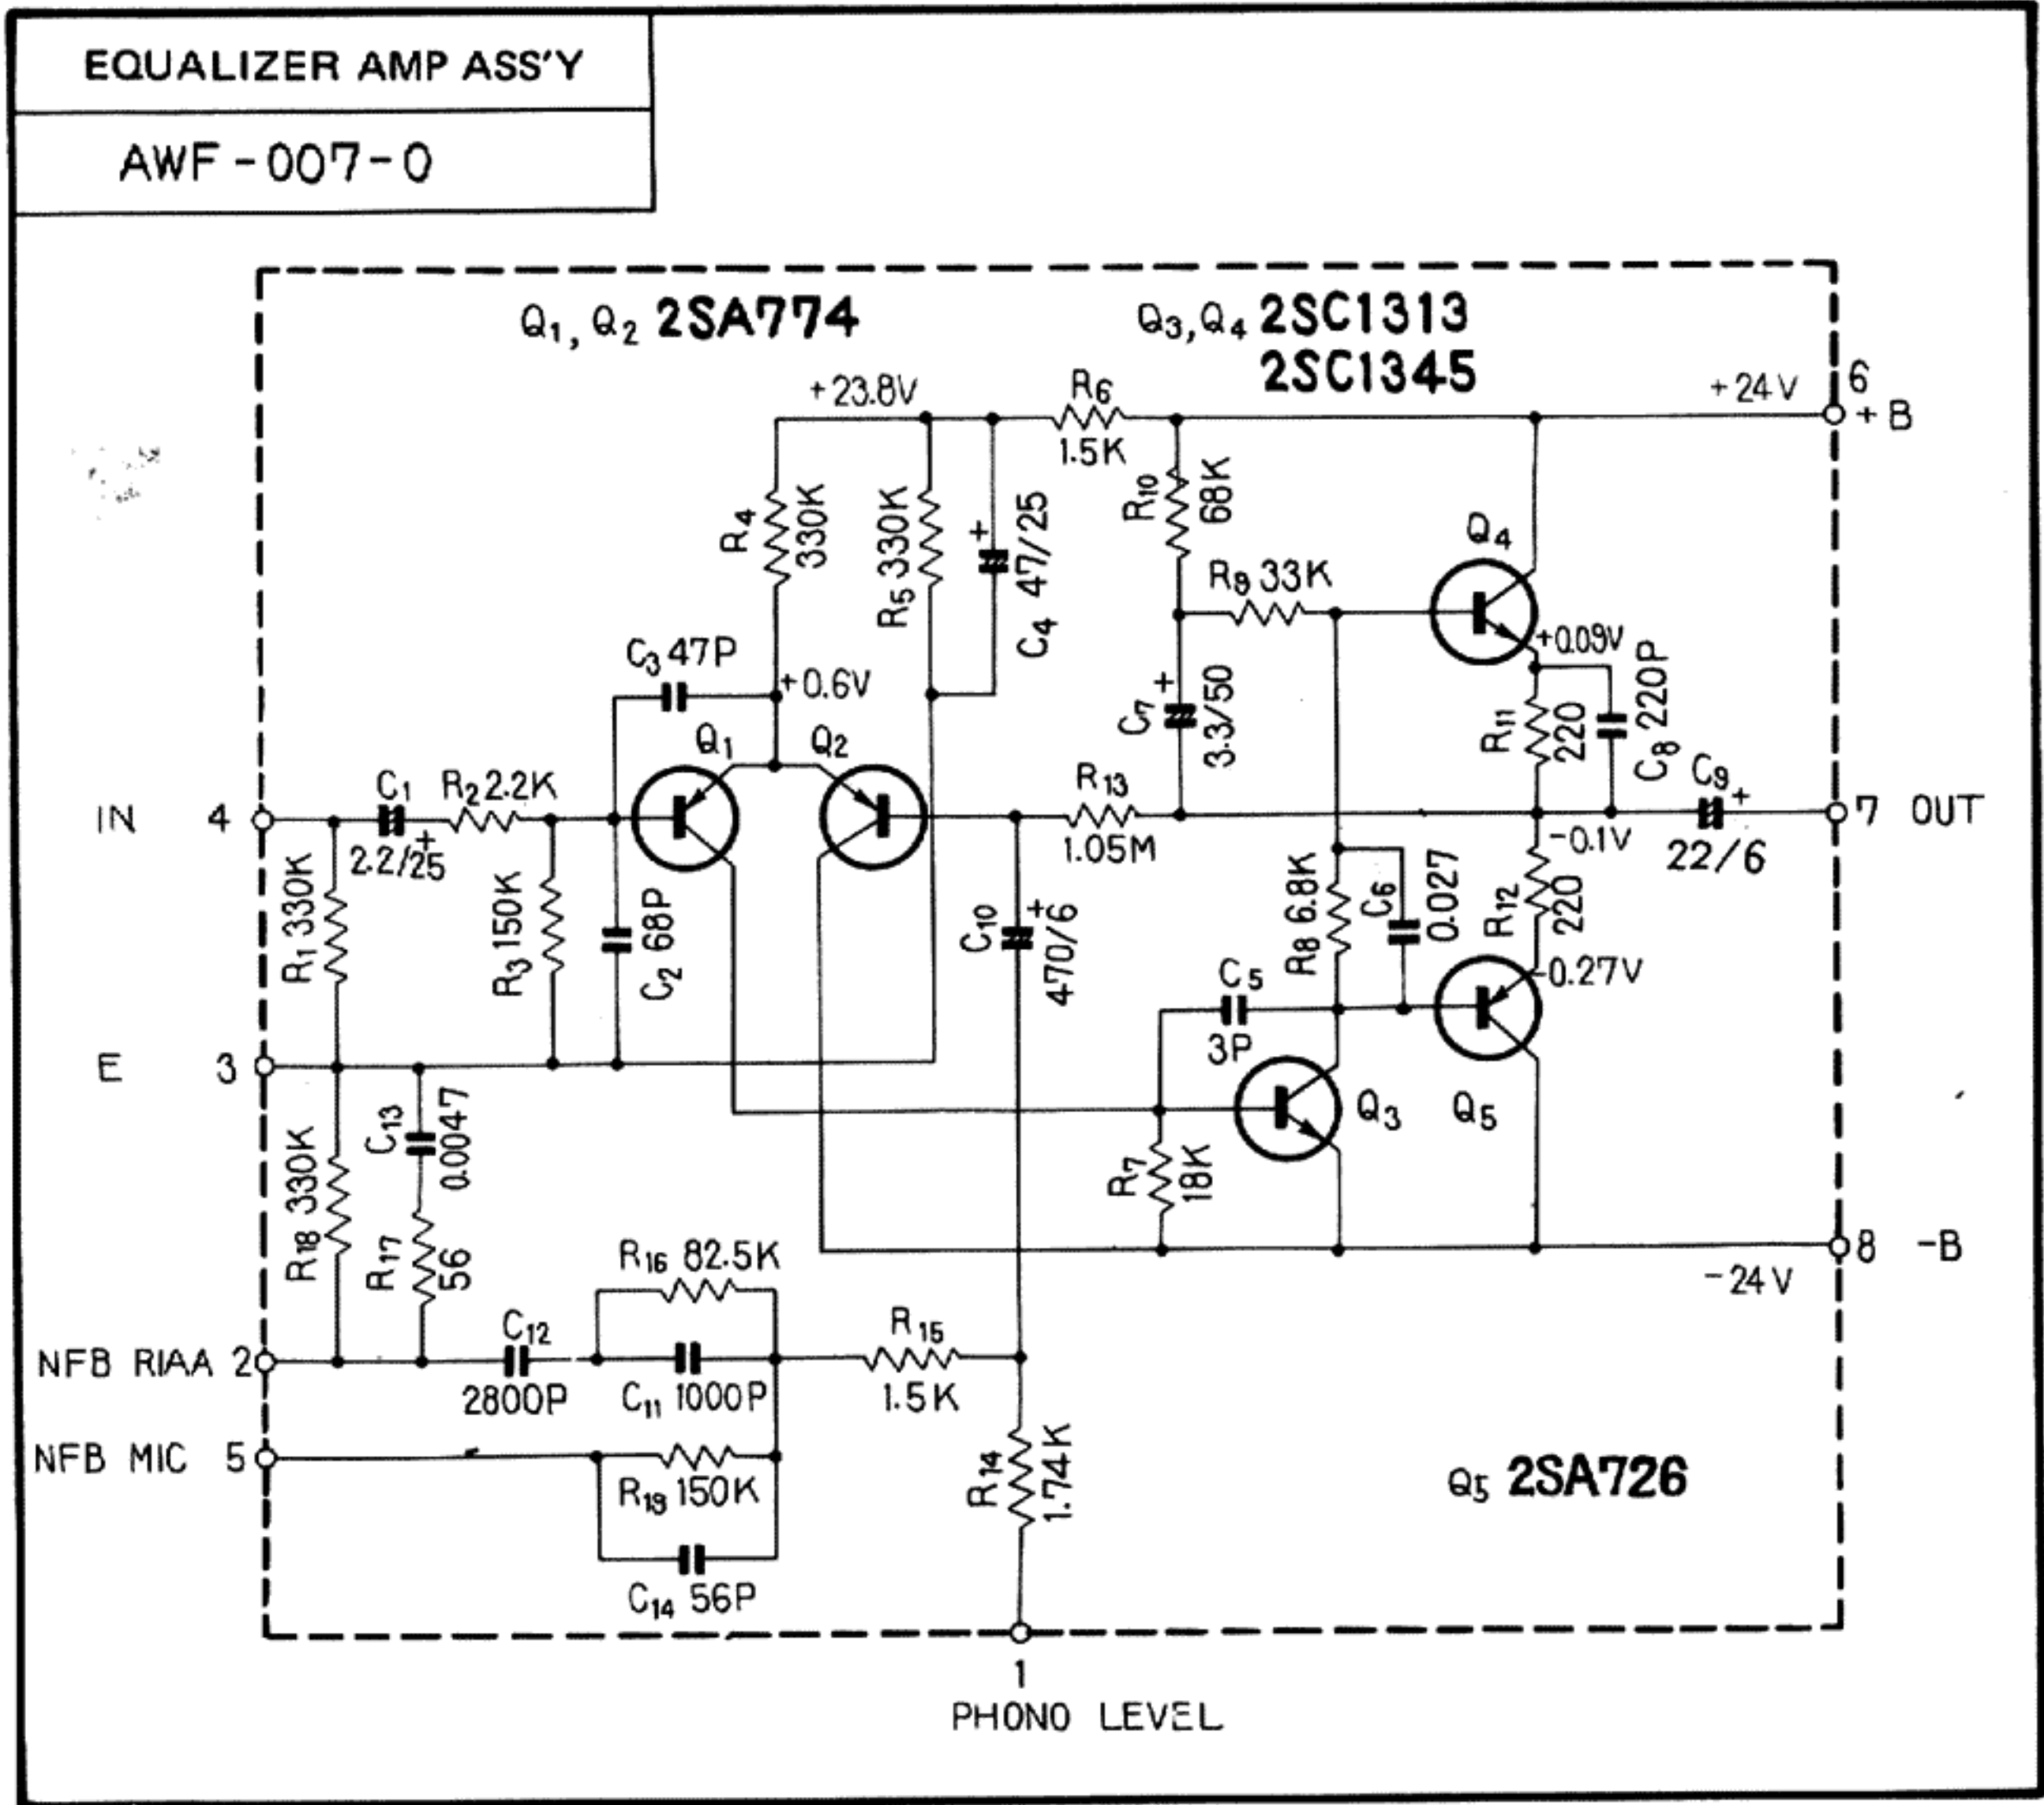 EQUALIZER AMP ASS'Y
AWF-007-0
Q1, Q2 2SA774
Q3, Q4 2SC1313
2SC1345
+23.8V
R6
1.5K
+24V
6
+B
R4
330K
R5 330K
C4 47/25
R10
68K
Q4
R9 33K
C3 47P
+0.6V
+0.09V
C7
3.3/50
R11
220
C8 220P
Q1
Q2
IN 4
C1
2.2/25
R2 2.2K
R13
1.05M
C9
22/6
7 OUT
-0.1V
R1 330K
R3 150K
C2 68P
C10
470/6
R8 6.8K
C6
0.027
R12
220
-0.27V
C5
3P
E 3
Q3
Q5
C13
0.0047
R18 330K
R17
56
R7
18K
8 -B
-24V
R16 82.5K
C12
2800P
R15
1.5K
NFB RIAA 2
C11 1000P
NFB MIC 5
R19 150K
R14
1.74K
Q5 2SA726
C14 56P
1
PHONO LEVEL